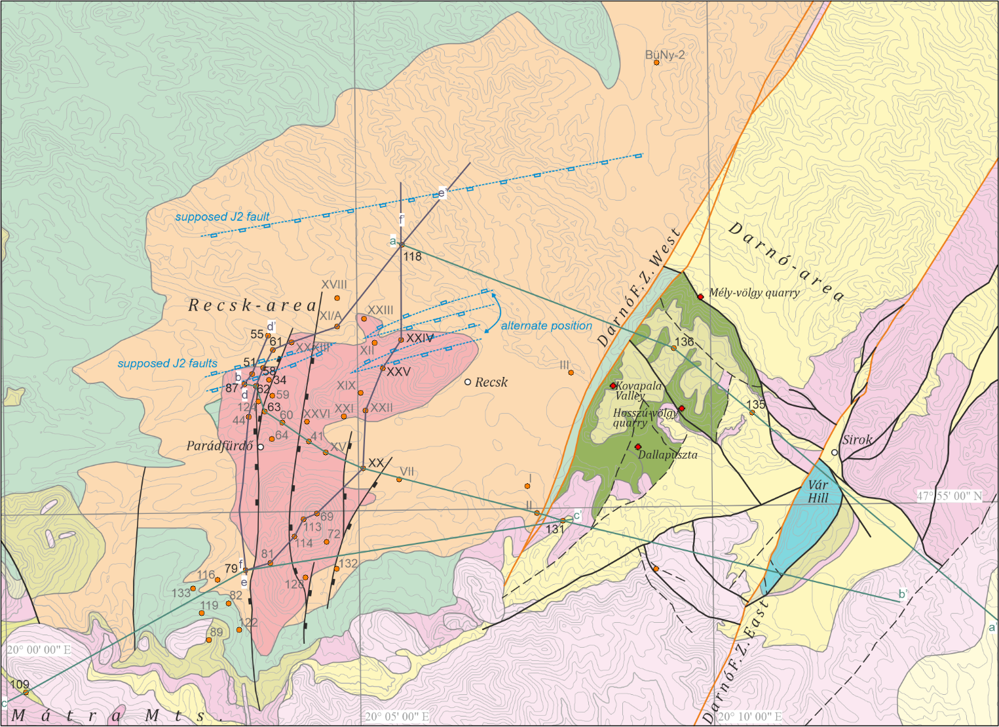 BüNy-2
supposed J2 fault
e'
f'
a
118
Darnó F. Z. West
Darnó-area
Mély-völgy quarry
XVIII
Recsk-area
XI/A
XXIII
alternate position
d'
55
61
XXXIII
XII
XXIV
136
supposed J2 faults
51
58
III
b
87
34
XXV
Recsk
d
62
59
XIX
Kovapala
Valley
124
63
44
60
XXVI
XXI
XXII
Hosszú-völgy
quarry
135
64
41
Parádfürdő
XV
Dallapuszta
Sirok
XX
VII
I
Vár
Hill
47° 55' 00" N
II
c'
69
113
131
72
114
81
f
79
e
132
116
128
133
82
b'
119
122
89
Darnó F. Z. East
a'
20° 00' 00" E
109
c
Mátra Mts.
20° 05' 00" E
20° 10' 00" E